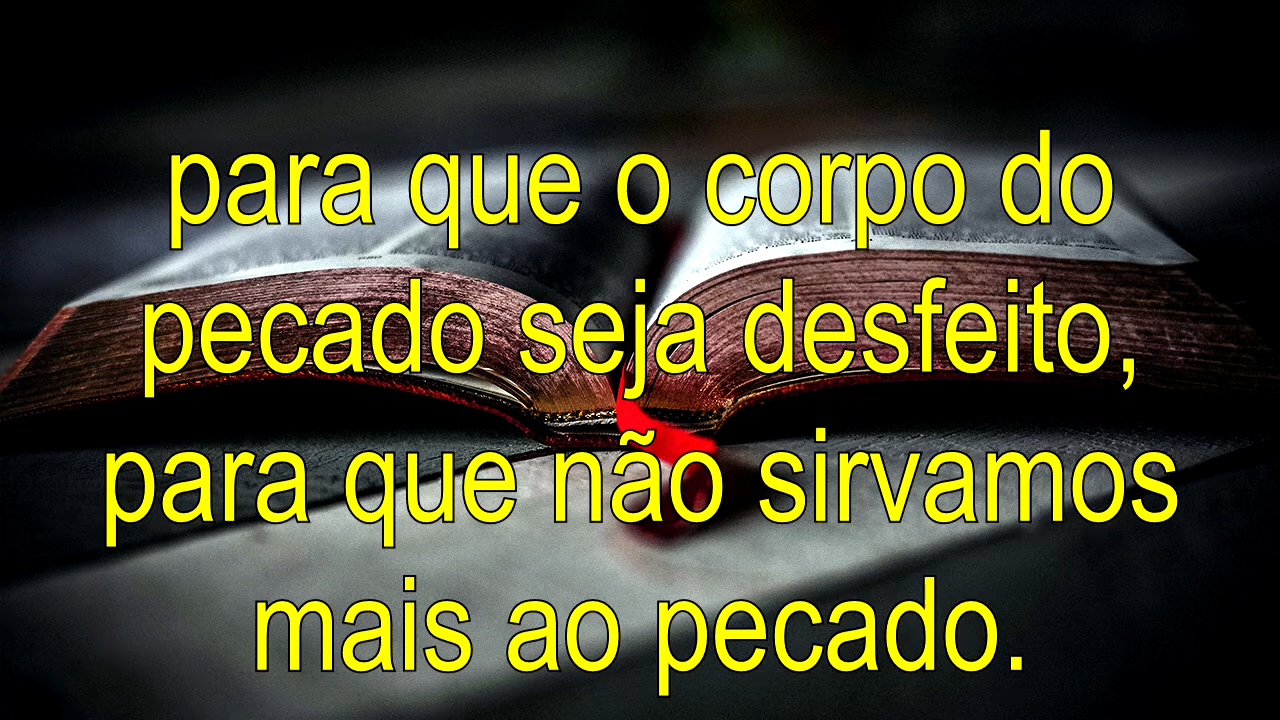 para que o corpo do
pecado seja desfeito,
para que não sirvamos
mais ao pecado.